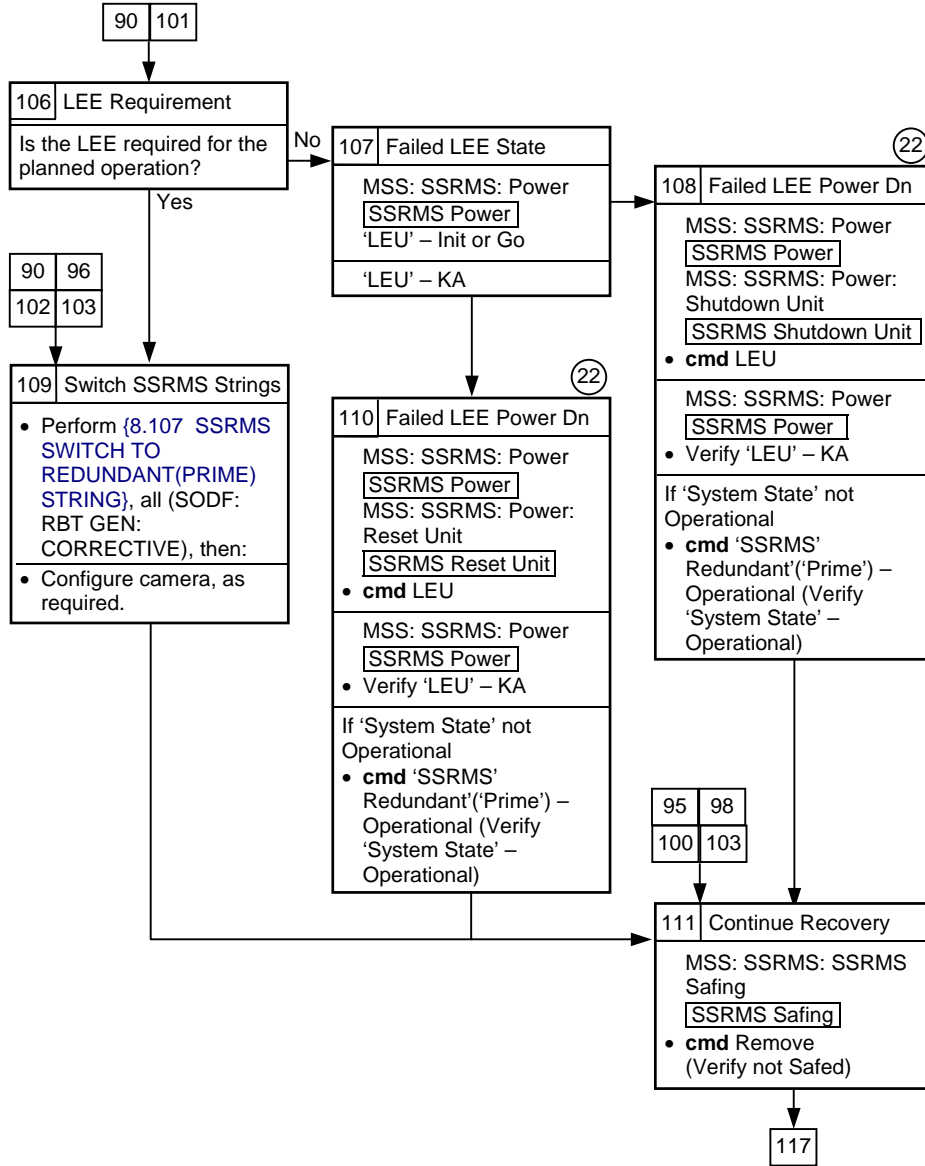 90 101
106 LEE Requirement
Is the LEE required for the
planned operation?
No
Yes
107 Failed LEE State
MSS: SSRMS: Power
SSRMS Power
‘LEU’ – Init or Go
‘LEU’ – KA
22
108 Failed LEE Power Dn
MSS: SSRMS: Power
SSRMS Power
MSS: SSRMS: Power:
Shutdown Unit
SSRMS Shutdown Unit
• cmd LEU
MSS: SSRMS: Power
SSRMS Power
• Verify ‘LEU’ – KA
If ‘System State’ not
Operational
• cmd ‘SSRMS’
Redundant’(‘Prime’) –
Operational (Verify
‘System State’ –
Operational)
90 96
102 103
109 Switch SSRMS Strings
• Perform {8.107 SSRMS
SWITCH TO
REDUNDANT(PRIME)
STRING}, all (SODF:
RBT GEN:
CORRECTIVE), then:
• Configure camera, as
required.
22
110 Failed LEE Power Dn
MSS: SSRMS: Power
SSRMS Power
MSS: SSRMS: Power:
Reset Unit
SSRMS Reset Unit
• cmd LEU
MSS: SSRMS: Power
SSRMS Power
• Verify ‘LEU’ – KA
If ‘System State’ not
Operational
• cmd ‘SSRMS’
Redundant’(‘Prime’) –
Operational (Verify
‘System State’ –
Operational)
95 98
100 103
111 Continue Recovery
MSS: SSRMS: SSRMS
Safing
SSRMS Safing
• cmd Remove
(Verify not Safed)
117